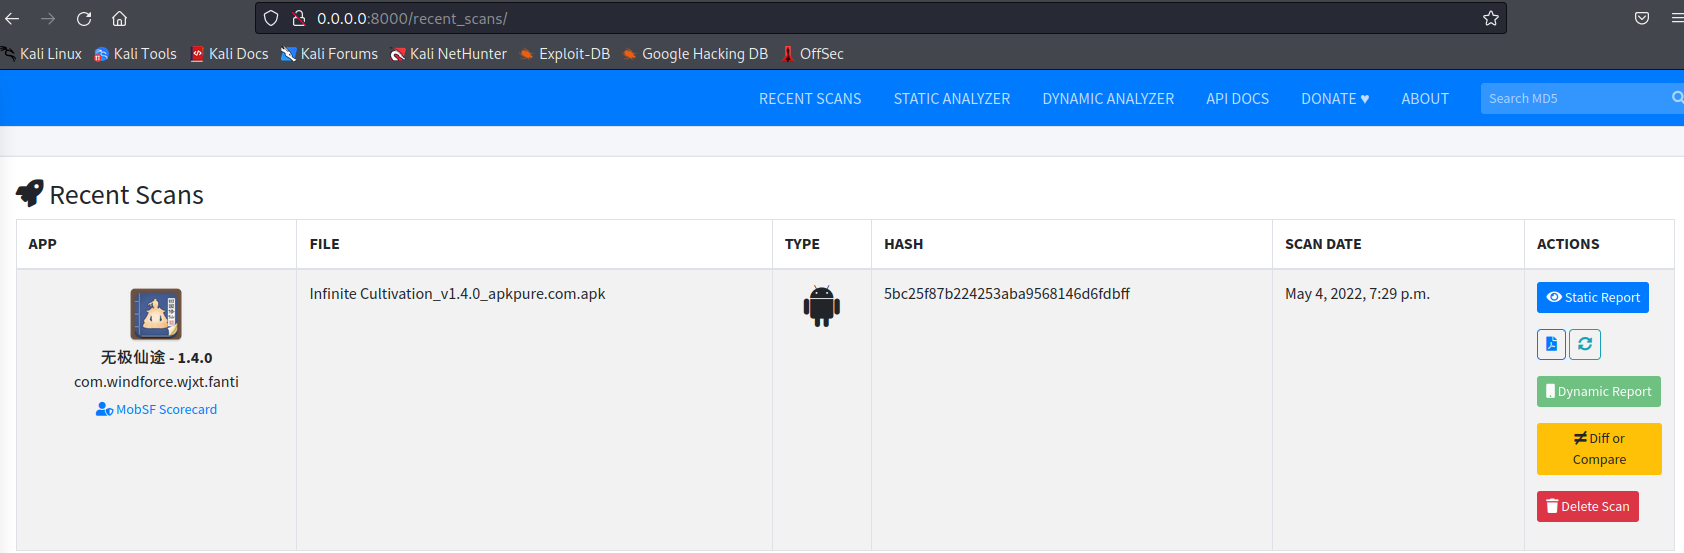 0.0.0.0:8000/recent_scans/
Kali Linux Kali Tools Kali Docs Kali Forums Kali NetHunter Exploit-DB Google Hacking DB OffSec
RECENT SCANS STATIC ANALYZER DYNAMIC ANALYZER API DOCS DONATE ♥ ABOUT Search MD5
Recent Scans
APP FILE TYPE HASH SCAN DATE ACTIONS
Infinite Cultivation_v1.4.0_apkpure.com.apk 5bc25f87b224253aba9568146d6fdbff May 4, 2022, 7:29 p.m. Static Report
无极仙途 - 1.4.0
com.windforce.wjxt.fanti
MobSF Scorecard
Dynamic Report
Diff or
Compare
Delete Scan